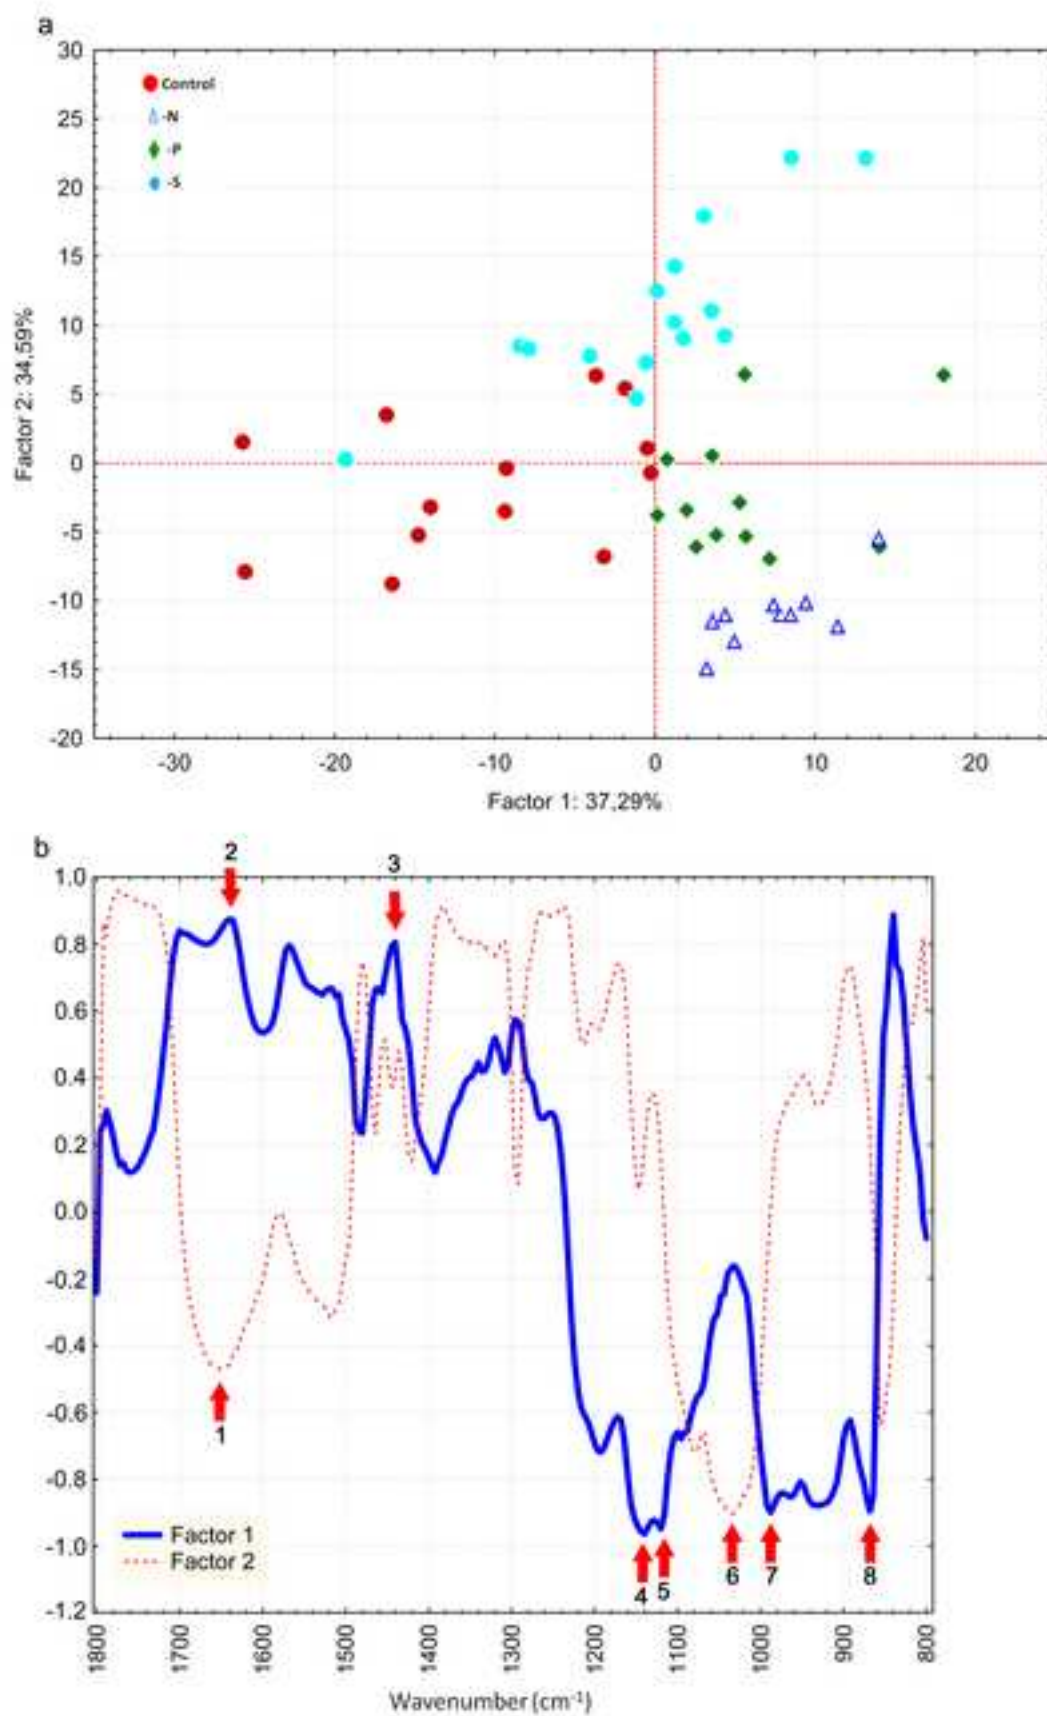 a
30
25
20
15
10
5
0
-5
-10
-15
-20
Factor 2: 34,59%
Control
-N
-P
-S
-30 -20 -10 0 10 20
Factor 1: 37,29%
b
2 3
1.0
0.8
0.6
0.4
0.2
0.0
-0.2
-0.4
-0.6
-0.8
-1.0
-1.2
1
Factor 1
Factor 2
4 5 6 7 8
1800 1700 1600 1500 1400 1300 1200 1100 1000 900 800
Wavenumber (cm⁻¹)